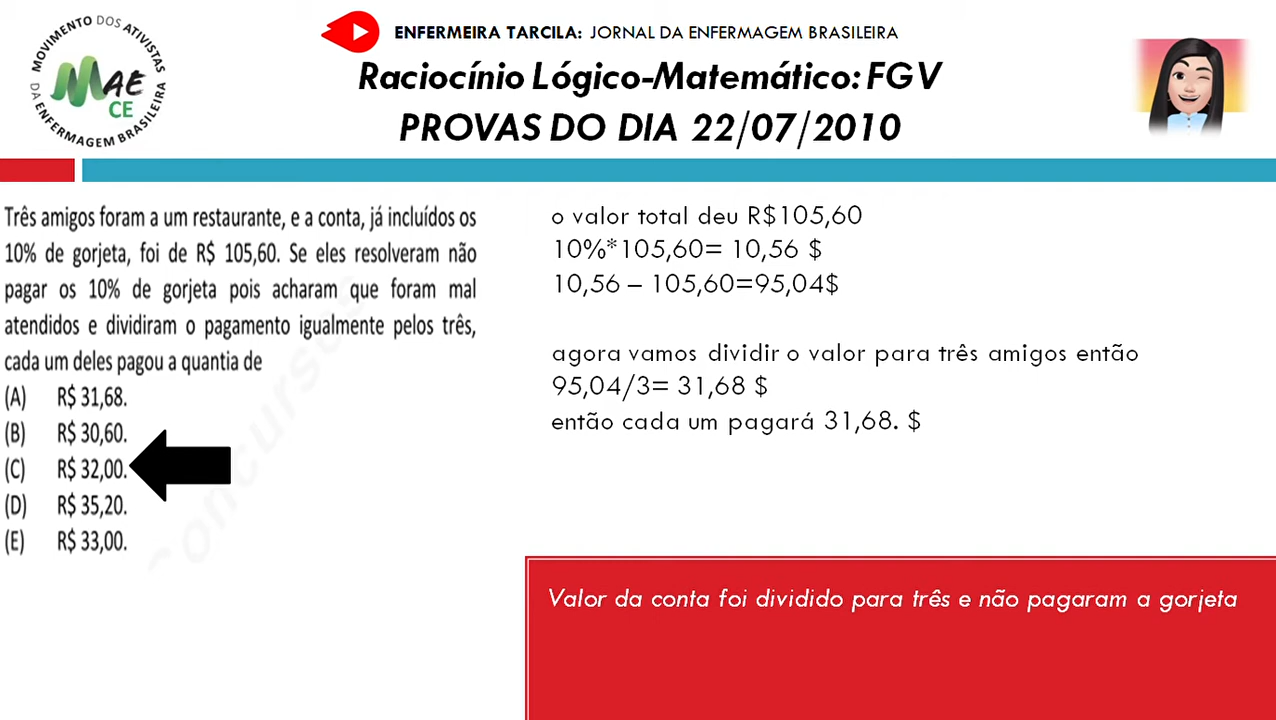 MOVIMENTO DOS ATIVISTAS
DA ENFERMAGEM BRASILEIRA
MAE
CE
ENFERMEIRA TARCILA: JORNAL DA ENFERMAGEM BRASILEIRA
Raciocínio Lógico-Matemático: FGV
PROVAS DO DIA 22/07/2010
Três amigos foram a um restaurante, e a conta, já incluídos os
10% de gorjeta, foi de R$ 105,60. Se eles resolveram não
pagar os 10% de gorjeta pois acharam que foram mal
atendidos e dividiram o pagamento igualmente pelos três,
cada um deles pagou a quantia de
(A) R$ 31,68.
(B) R$ 30,60.
(C) R$ 32,00.
(D) R$ 35,20.
(E) R$ 33,00.
Concursos
o valor total deu R$105,60
10%*105,60= 10,56 $
10,56 – 105,60=95,04$
agora vamos dividir o valor para três amigos então
95,04/3= 31,68 $
então cada um pagará 31,68. $
Valor da conta foi dividido para três e não pagaram a gorjeta